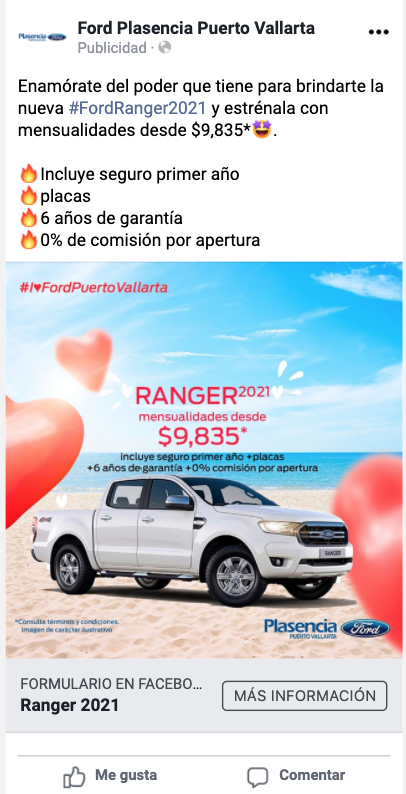 Plasencia Ford
Ford Plasencia Puerto Vallarta
Publicidad ·
Enamórate del poder que tiene para brindarte la
nueva #FordRanger2021 y estrénala con
mensualidades desde $9,835*🤩.
🔥Incluye seguro primer año
🔥placas
🔥6 años de garantía
🔥0% de comisión por apertura
#I♥FordPuertoVallarta
RANGER2021
mensualidades desde
$9,835*
incluye seguro primer año +placas
+6 años de garantía +0% comisión por apertura
RANGER
*Consulta términos y condiciones.
Imagen de carácter ilustrativo
Plasencia Ford
PUERTO VALLARTA
FORMULARIO EN FACEBO...
Ranger 2021
MÁS INFORMACIÓN
Me gusta
Comentar